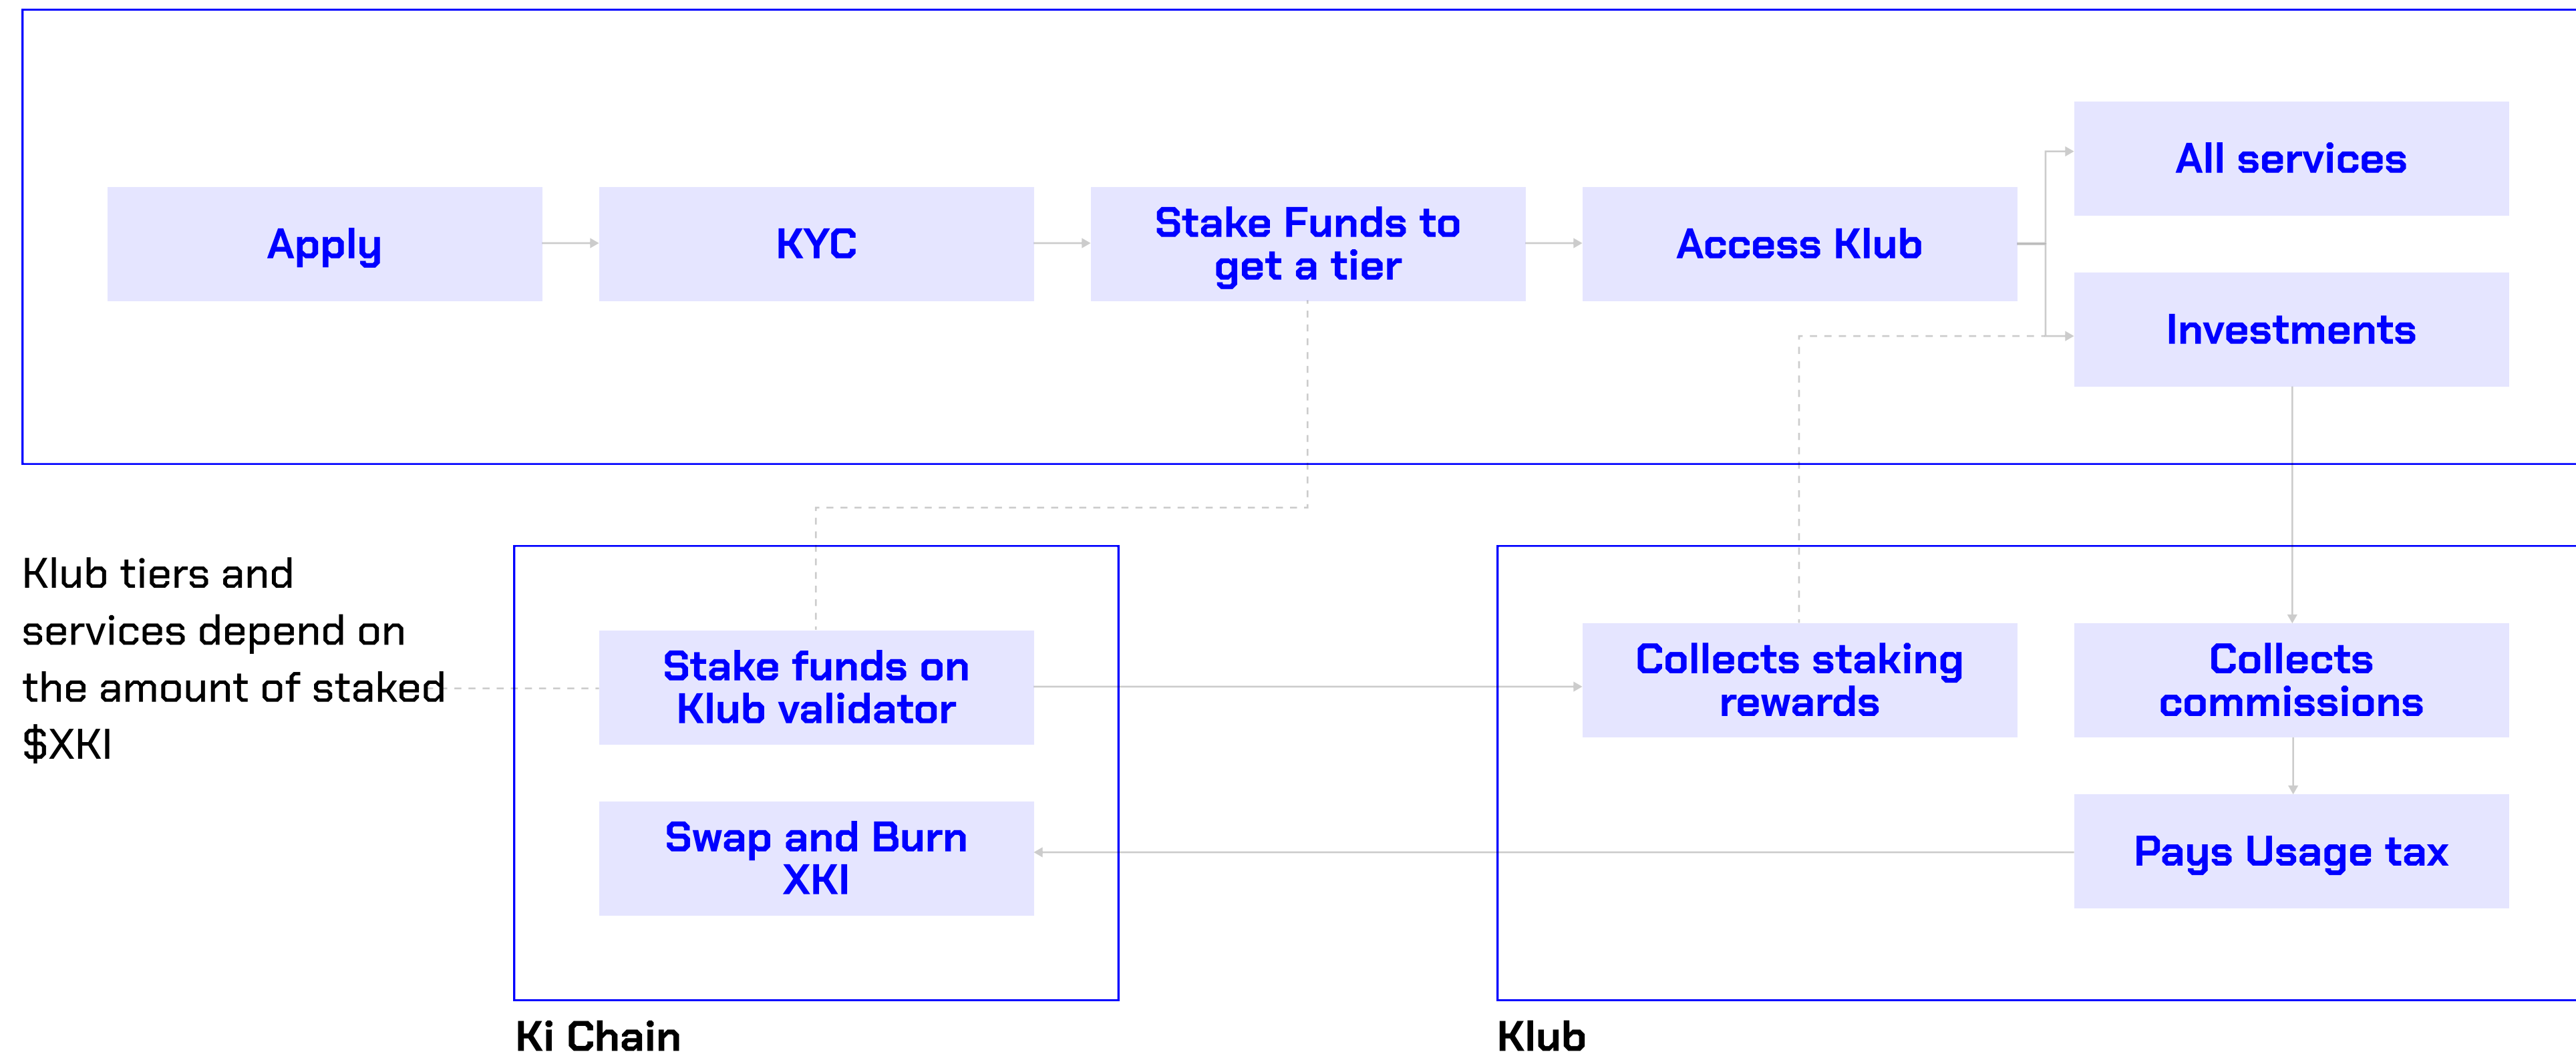 Apply
KYC
Stake Funds to
get a tier
Access Klub
All services
Investments
Klub tiers and
services depend on
the amount of staked
$XKI
Stake funds on
Klub validator
Swap and Burn
XKI
Collects staking
rewards
Collects
commissions
Pays Usage tax
Ki Chain
Klub